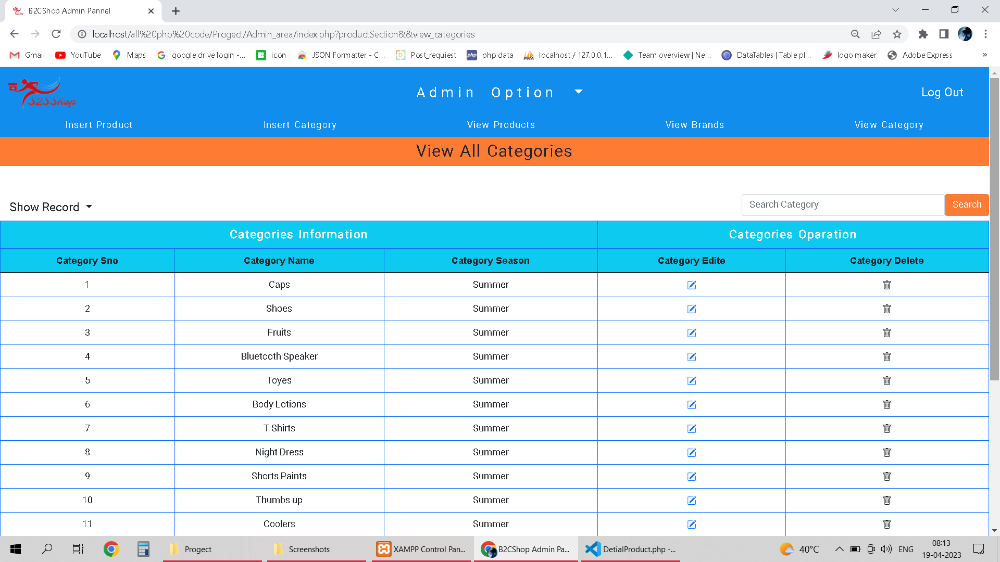 B2CShop Admin Pannel
localhost/all%20php%20code/Progect/Admin_area/index.php?productSection&&view_categories
Gmail YouTube Maps google drive login -... icon JSON Formatter - C... Post_requiest php php data PMA localhost / 127.0.0.1... Team overview | Ne... DataTables | Table pl... logo maker Adobe Express »
S2SShop
Admin Option
Log Out
Insert Product Insert Category View Products View Brands View Category
View All Categories
Show Record
Search Category Search
Categories Information Categories Oparation
Category Sno Category Name Category Season Category Edite Category Delete
1 Caps Summer
2 Shoes Summer
3 Fruits Summer
4 Bluetooth Speaker Summer
5 Toyes Summer
6 Body Lotions Summer
7 T Shirts Summer
8 Night Dress Summer
9 Shorts Paints Summer
10 Thumbs up Summer
11 Coolers Summer
Progect Screenshots XAMPP Control Pan... B2CShop Admin Pa... DetialProduct.php -... 40°C ENG 08:13
19-04-2023